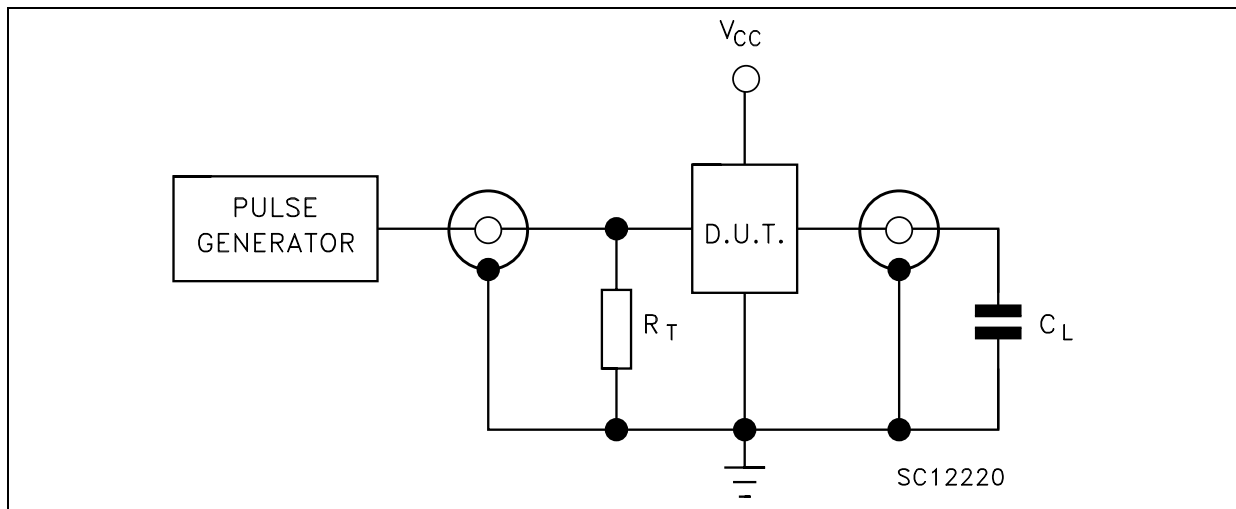 VCC
PULSE
GENERATOR
D.U.T.
RT
CL
SC12220